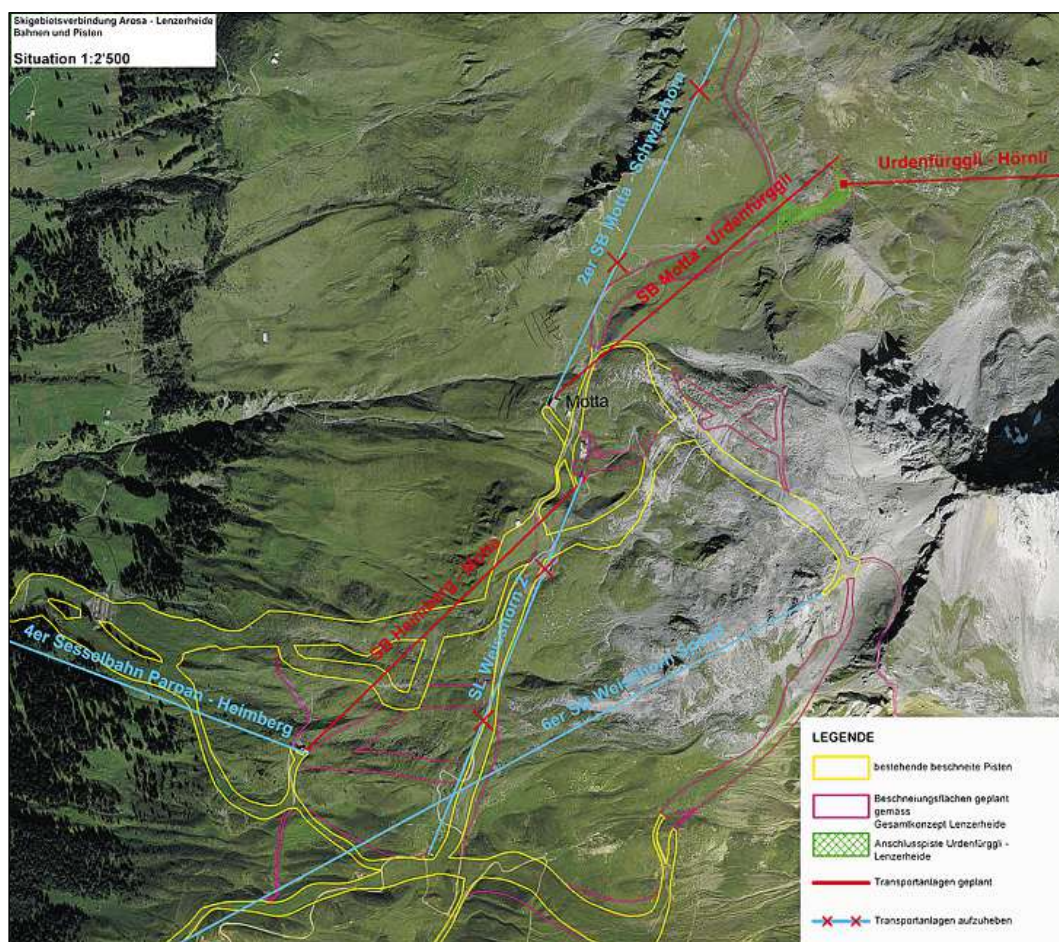 Skigebietsverbindung Arosa - Lenzerheide
Bahnen und Pisten
Situation 1:2'500
2er SB Motta - Schwarzhorn
Urdenfürggli - Hörnli
SB Motta - Urdenfürggli
Motta
SB Heimberg - Motta
SL Weisshorn 2
4er Sesselbahn Parpan - Heimberg
6er SB Weisshorn Speed
LEGENDE
bestehende beschneite Pisten
Beschneiungsflächen geplant
gemäss
Gesamtkonzept Lenzerheide
Anschlusspiste Urdenfürggli -
Lenzerheide
Transportanlagen geplant
Transportanlagen aufzuheben